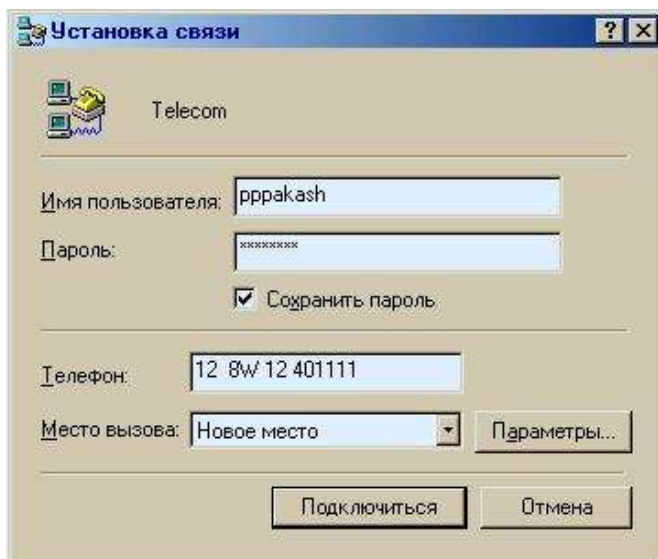 Установка связи
Telecom
Имя пользователя: pppakash
Пароль: ********
Сохранить пароль
Телефон: 12 8W 12 401111
Место вызова: Новое место Параметры...
Подключиться Отмена